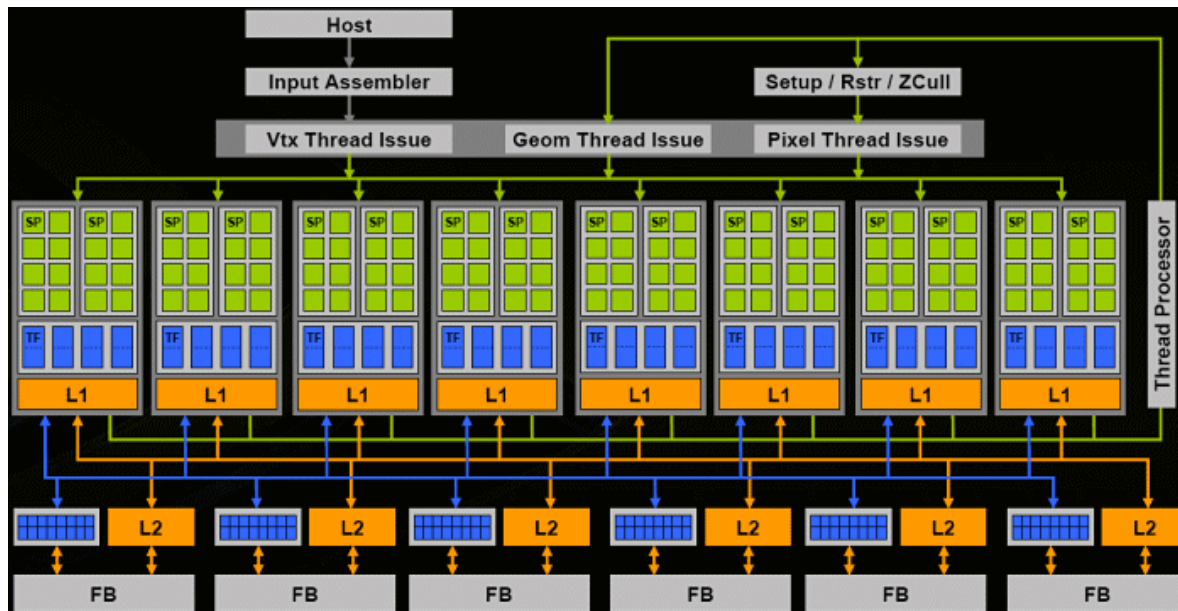 Host
Input Assembler
Setup / Rstr / ZCull
Vtx Thread Issue
Geom Thread Issue
Pixel Thread Issue
SP SP SP SP SP SP SP SP SP SP SP SP SP SP SP SP
Thread Processor
TF TF TF TF TF TF TF TF
L1 L1 L1 L1 L1 L1 L1 L1
L2 L2 L2 L2 L2 L2
FB FB FB FB FB FB